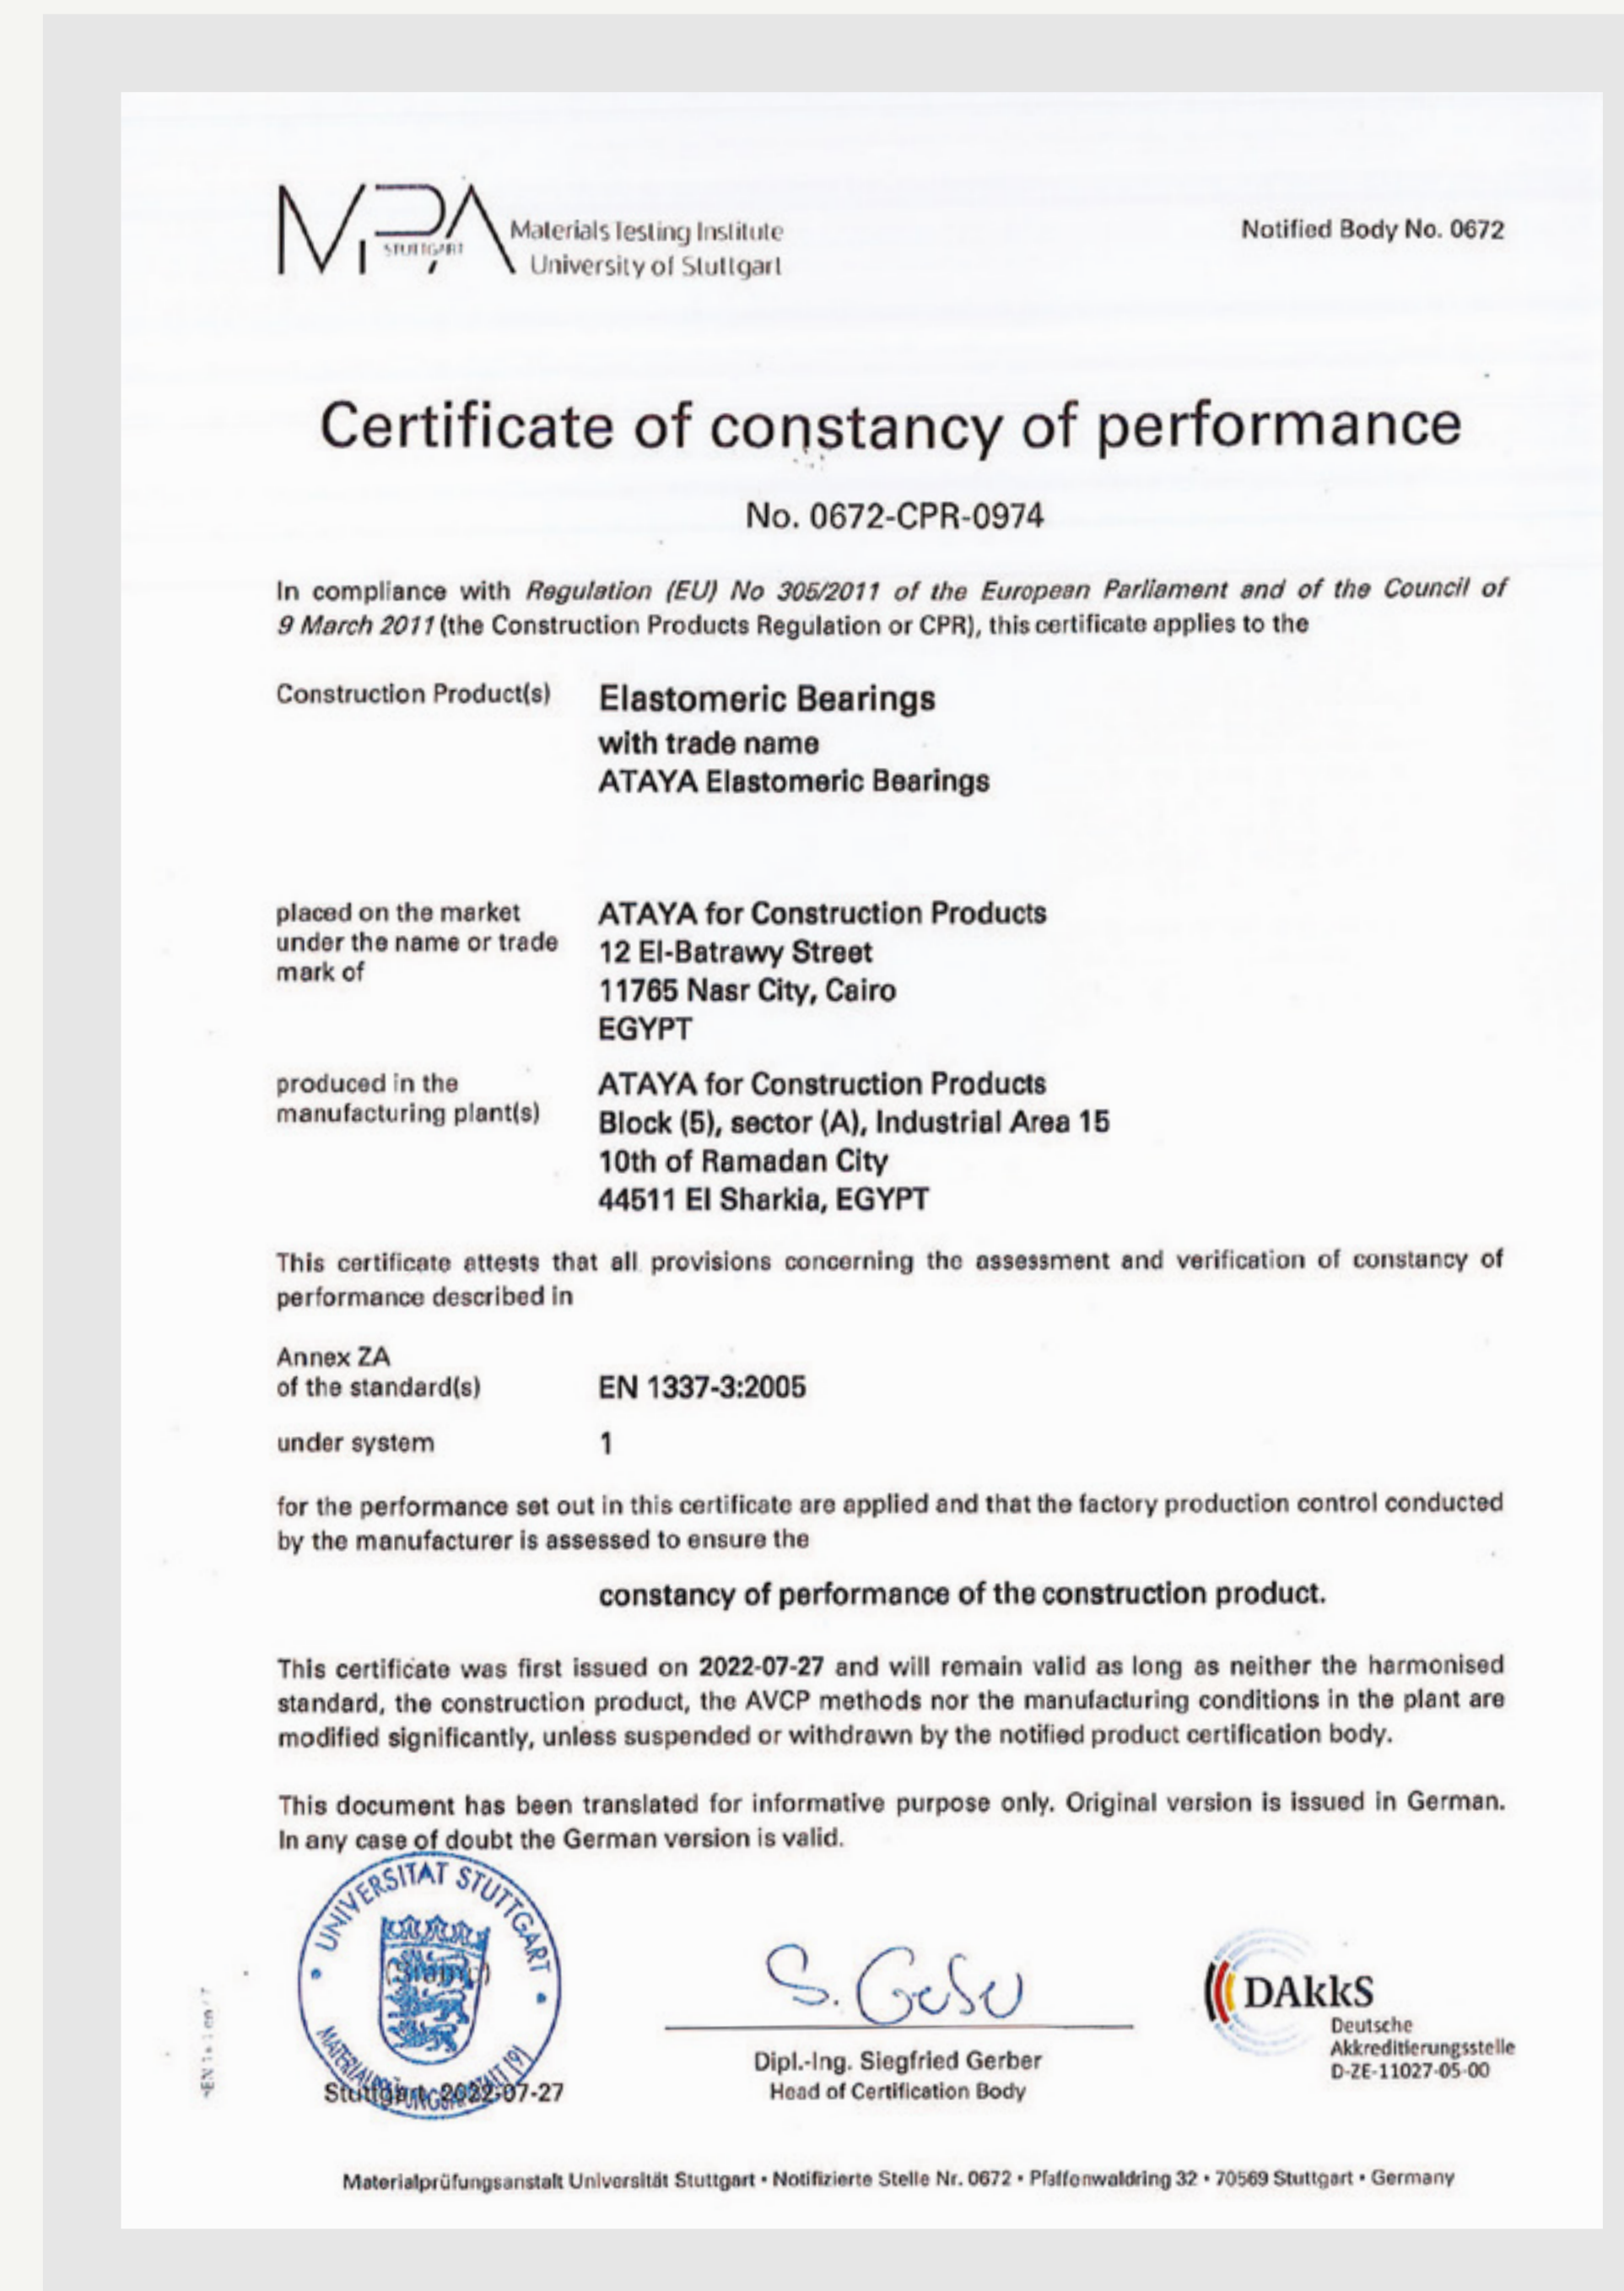 MPA
STUTTGART
Materials Testing Institute
University of Stuttgart
Notified Body No. 0672
Certificate of constancy of performance
No. 0672-CPR-0974
In compliance with Regulation (EU) No 305/2011 of the European Parliament and of the Council of
9 March 2011 (the Construction Products Regulation or CPR), this certificate applies to the
Construction Product(s)
Elastomeric Bearings
with trade name
ATAYA Elastomeric Bearings
placed on the market
under the name or trade
mark of
ATAYA for Construction Products
12 El-Batrawy Street
11765 Nasr City, Cairo
EGYPT
produced in the
manufacturing plant(s)
ATAYA for Construction Products
Block (5), sector (A), Industrial Area 15
10th of Ramadan City
44511 El Sharkia, EGYPT
This certificate attests that all provisions concerning the assessment and verification of constancy of
performance described in
Annex ZA
of the standard(s)
EN 1337-3:2005
under system
1
for the performance set out in this certificate are applied and that the factory production control conducted
by the manufacturer is assessed to ensure the
constancy of performance of the construction product.
This certificate was first issued on 2022-07-27 and will remain valid as long as neither the harmonised
standard, the construction product, the AVCP methods nor the manufacturing conditions in the plant are
modified significantly, unless suspended or withdrawn by the notified product certification body.
This document has been translated for informative purpose only. Original version is issued in German.
In any case of doubt the German version is valid.
UNIVERSITAT STUTTGART
(Stamp)
MATERIALPRÜFUNGSANSTALT (9)
Stuttgart, 2022-07-27
Dipl.-Ing. Siegfried Gerber
Head of Certification Body
DAkkS
Deutsche
Akkreditierungsstelle
D-ZE-11027-05-00
Materialprüfungsanstalt Universität Stuttgart • Notifizierte Stelle Nr. 0672 • Pfaffenwaldring 32 • 70569 Stuttgart • Germany